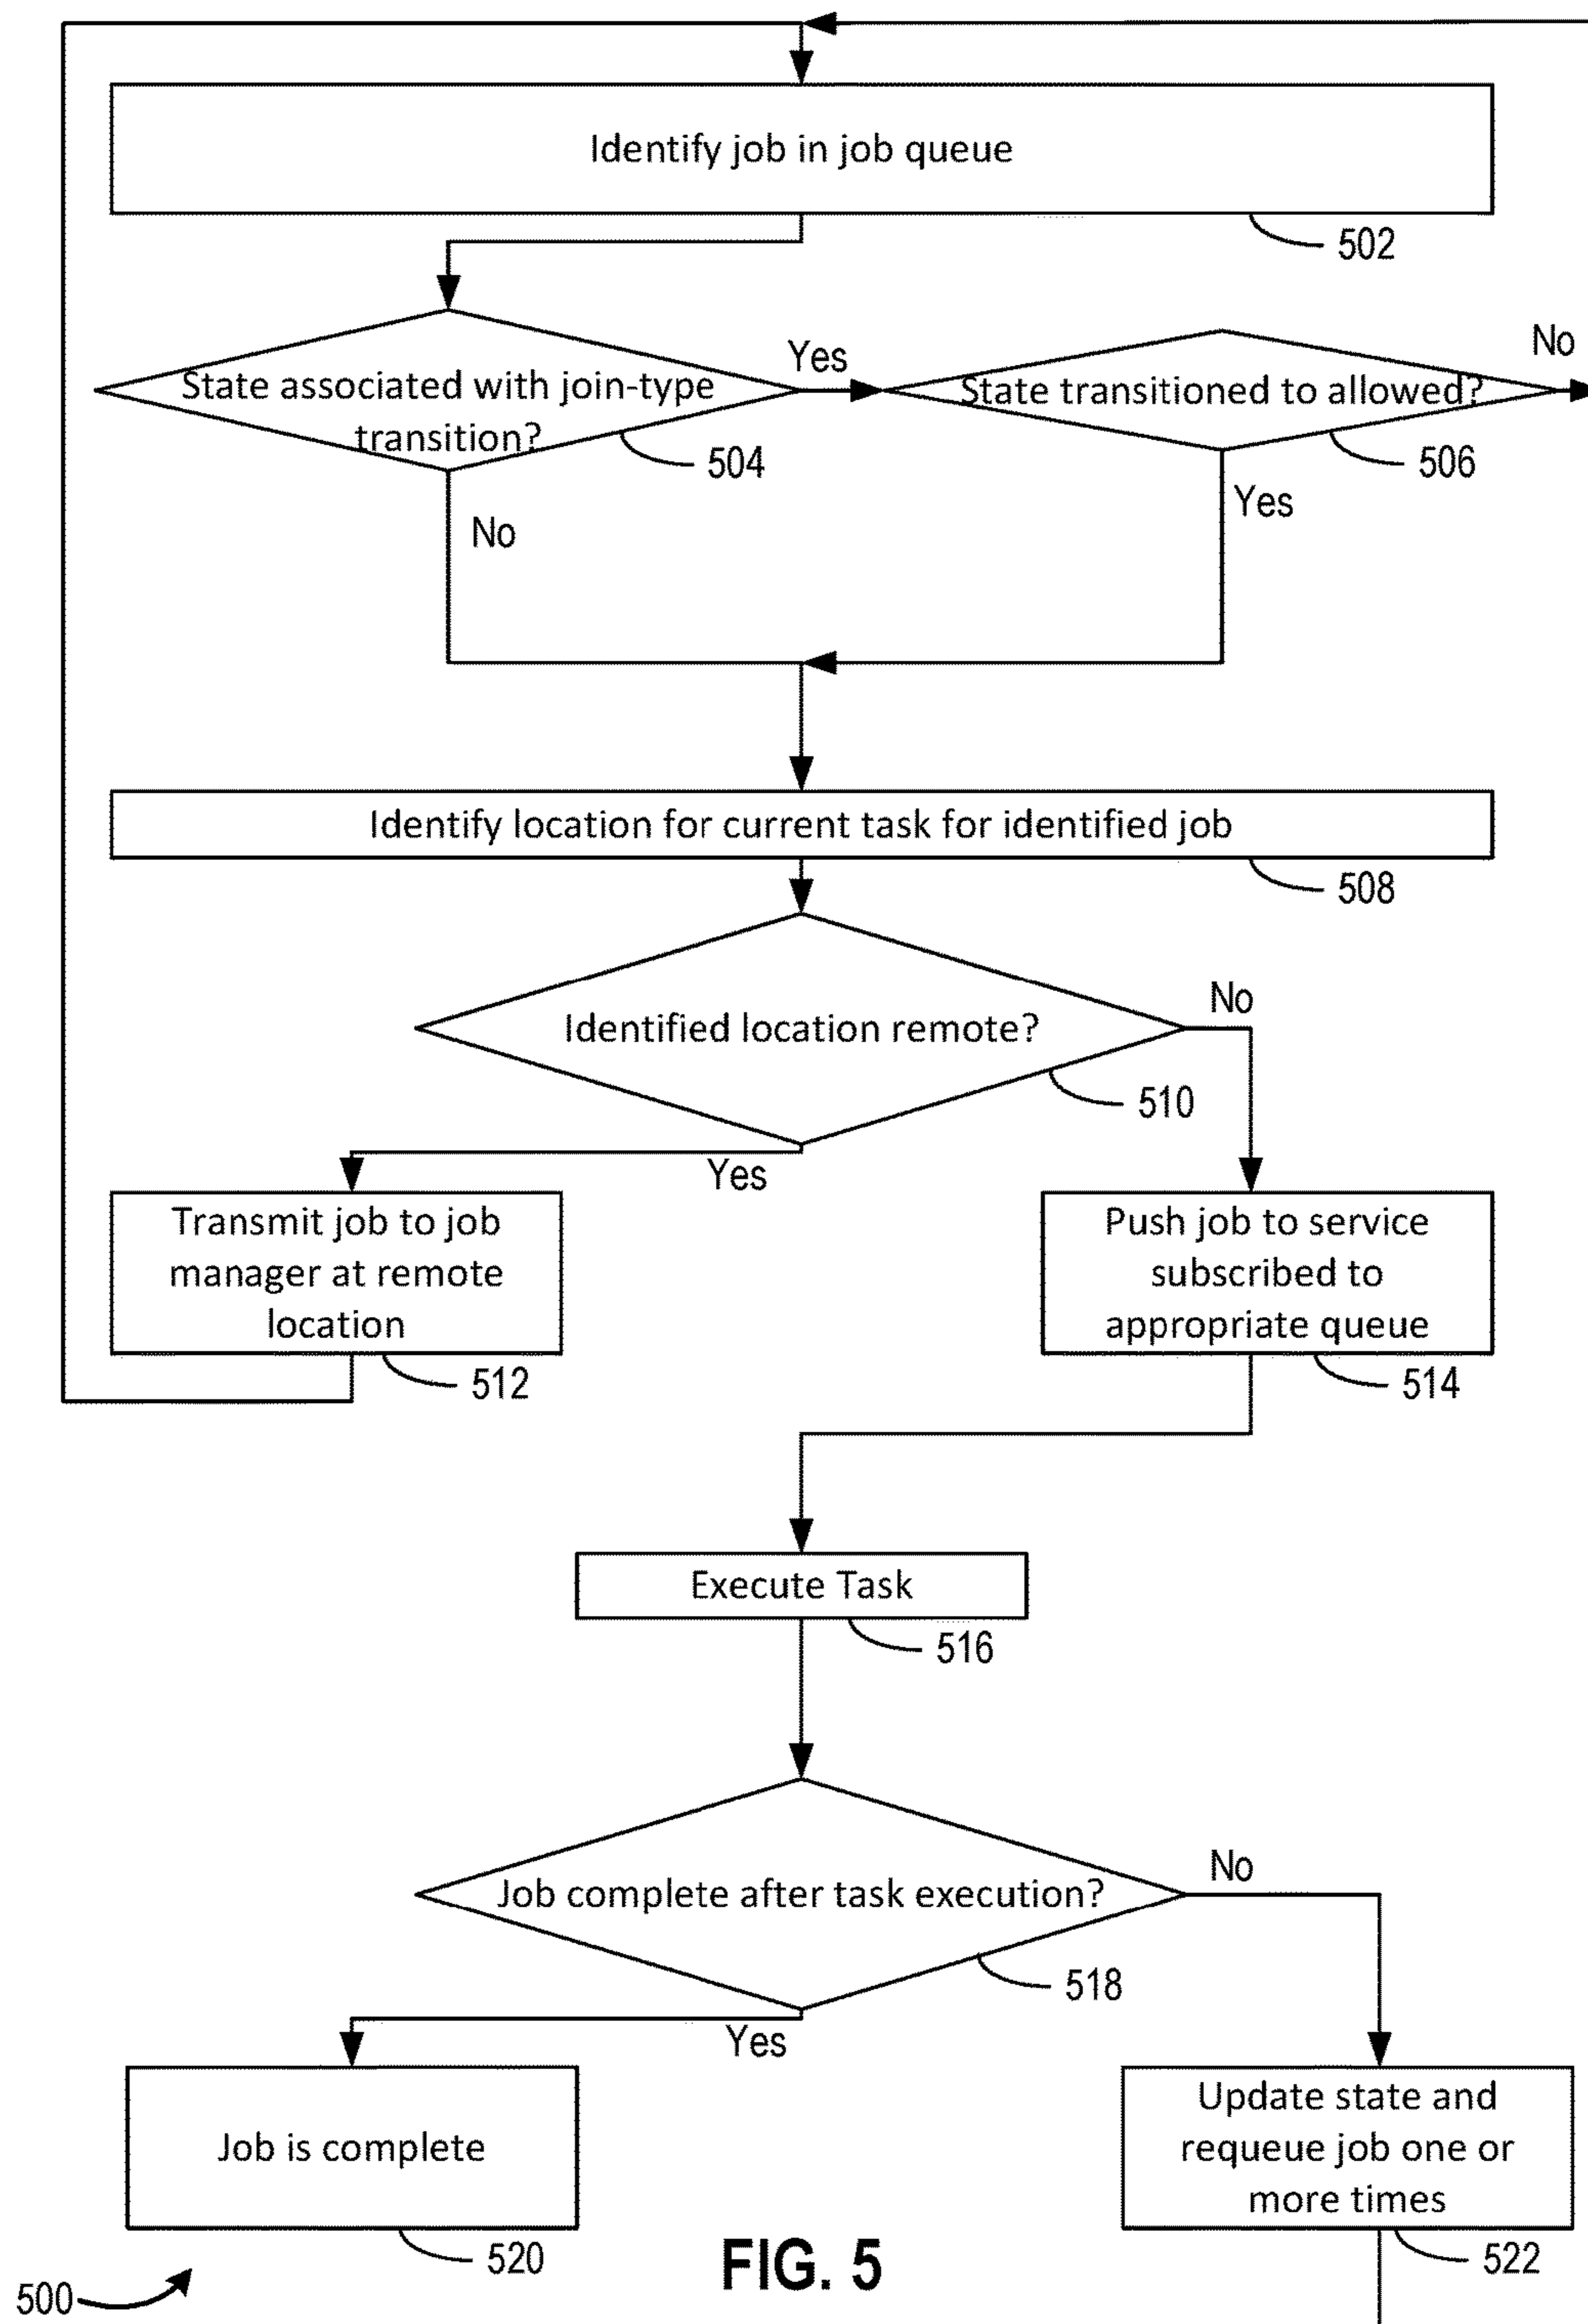 Identify job in job queue
502
State associated with join-type
transition?
504
Yes
No
State transitioned to allowed?
506
No
Yes
Identify location for current task for identified job
508
Identified location remote?
510
No
Yes
Transmit job to job
manager at remote
location
512
Push job to service
subscribed to
appropriate queue
514
Execute Task
516
Job complete after task execution?
518
No
Yes
Job is complete
520
Update state and
requeue job one or
more times
522
500
FIG. 5